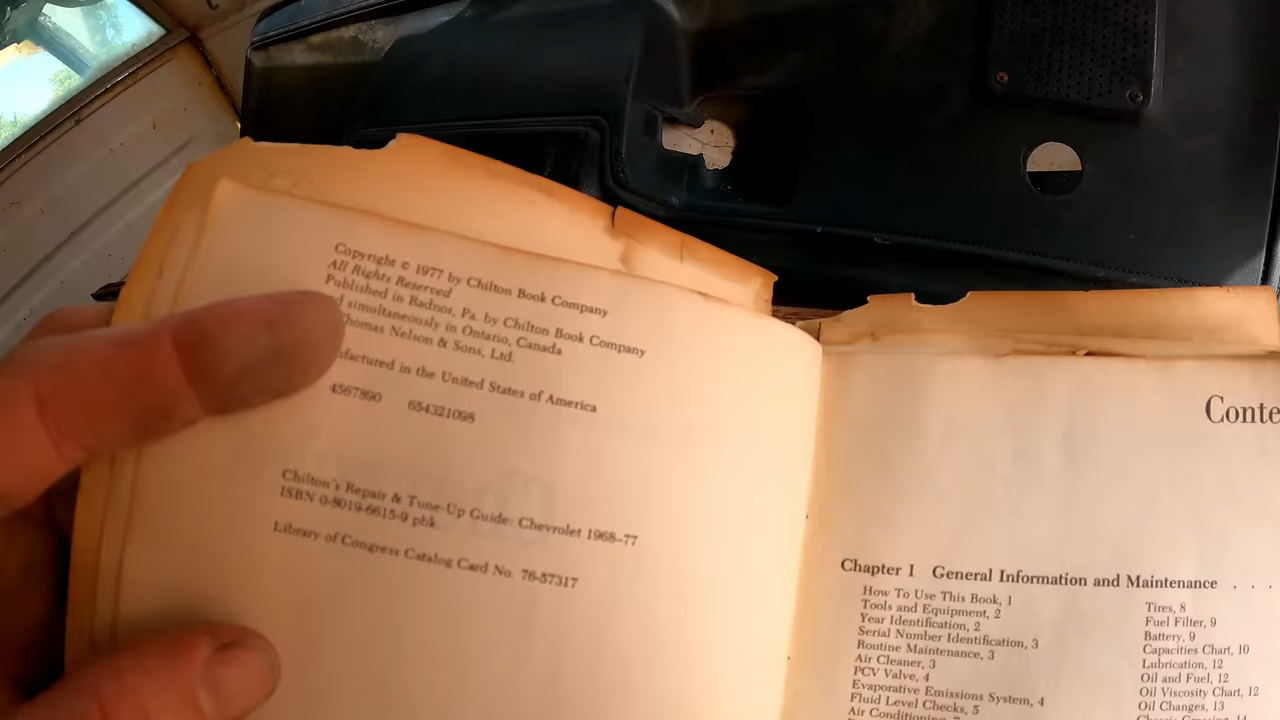 Copyright © 1977 by Chilton Book Company
All Rights Reserved
Published in Radnor, Pa. by Chilton Book Company
d simultaneously in Ontario, Canada
Thomas Nelson & Sons, Ltd.
ufactured in the United States of America
4567890 654321098
Chilton's Repair & Tune-Up Guide: Chevrolet 1968–77
ISBN 0-8019-6615-9 pbk.
Library of Congress Catalog Card No. 76-57317
Conte
Chapter 1 General Information and Maintenance . . .
How To Use This Book, 1
Tools and Equipment, 2
Year Identification, 2
Serial Number Identification, 3
Routine Maintenance, 3
Air Cleaner, 3
PCV Valve, 4
Evaporative Emissions System, 4
Fluid Level Checks, 5
Air Conditioning,
Tires, 8
Fuel Filter, 9
Battery, 9
Capacities Chart, 10
Lubrication, 12
Oil and Fuel, 12
Oil Viscosity Chart, 12
Oil Changes, 13